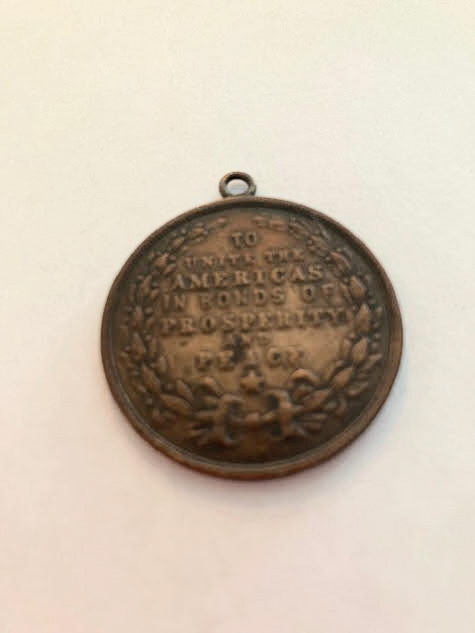 TO
UNITE THE
AMERICAS
IN BONDS OF
PROSPERITY
AND
PEACE